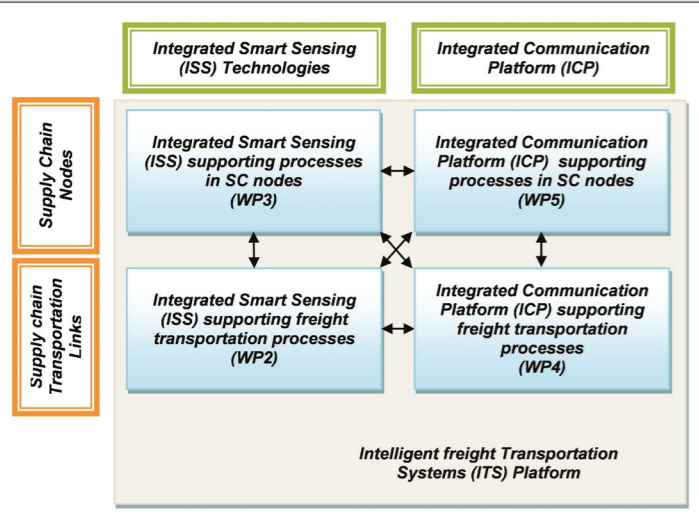 Integrated Smart Sensing
(ISS) Technologies
Integrated Communication
Platform (ICP)
Supply Chain
Nodes
Integrated Smart Sensing
(ISS) supporting processes
in SC nodes
(WP3)
Integrated Communication
Platform (ICP) supporting
processes in SC nodes
(WP5)
Supply chain
Transportation
Links
Integrated Smart Sensing
(ISS) supporting freight
transportation processes
(WP2)
Integrated Communication
Platform (ICP) supporting
freight transportation
processes
(WP4)
Intelligent freight Transportation
Systems (ITS) Platform